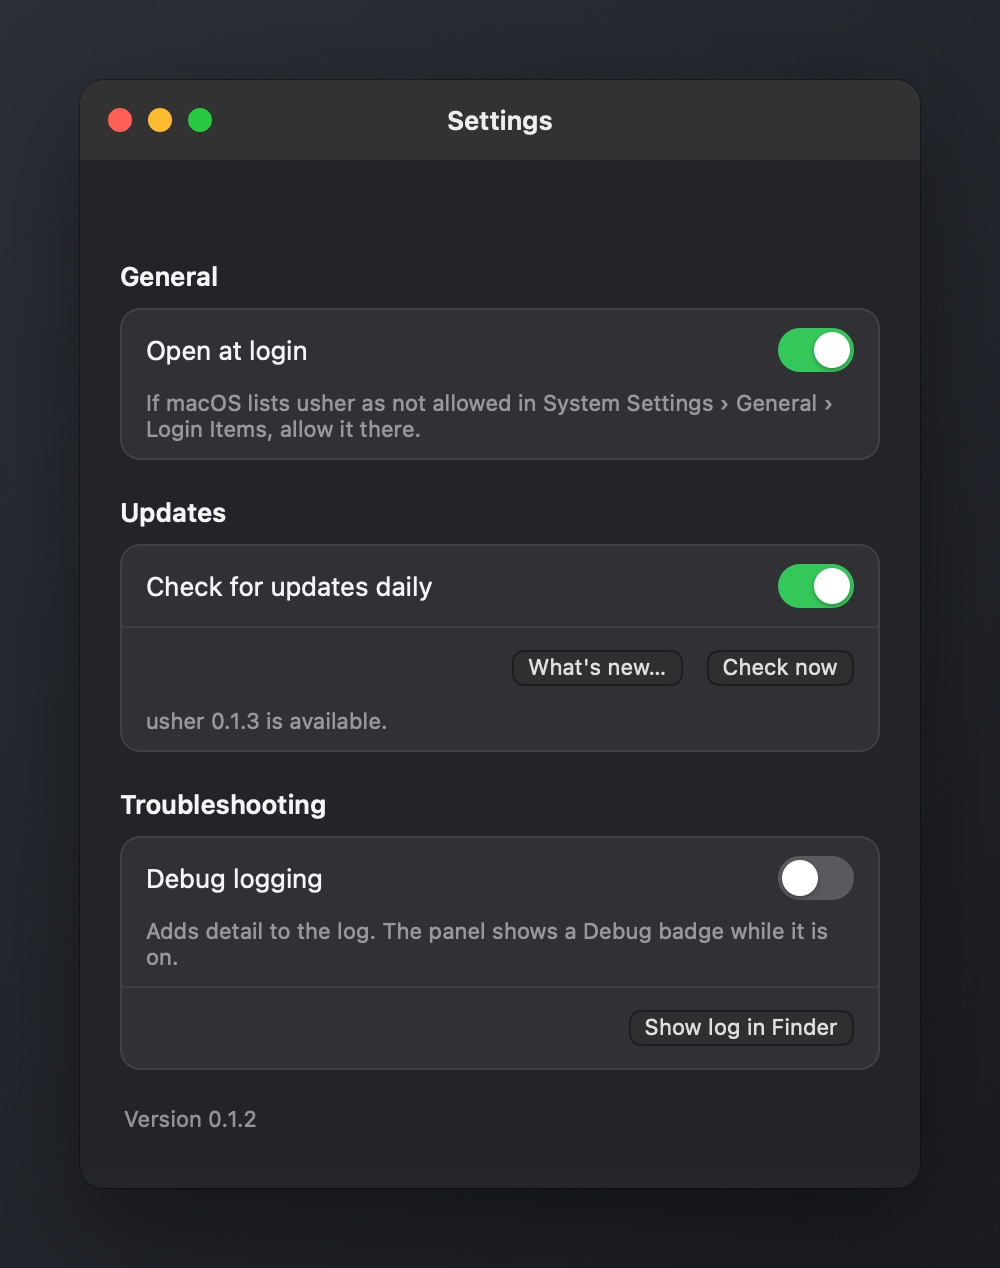 Settings
General
Open at login
If macOS lists usher as not allowed in System Settings › General ›
Login Items, allow it there.
Updates
Check for updates daily
What's new...
Check now
usher 0.1.3 is available.
Troubleshooting
Debug logging
Adds detail to the log. The panel shows a Debug badge while it is
on.
Show log in Finder
Version 0.1.2